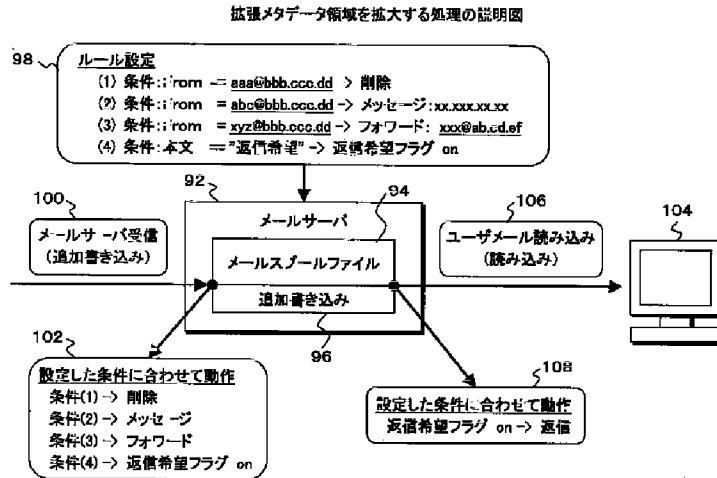 拡張メタデータ領域を拡大する処理の説明図
98
ルール設定
(1) 条件:From = aaa@bbb.ccc.dd > 削除
(2) 条件:From = abc@bbb.ccc.dd -> メッセージ:xx.xxx.xx.xx
(3) 条件:From = xyz@bbb.ccc.dd -> フォワード: xxx@ab.cd.ef
(4) 条件:本文 =="返信希望" -> 返信希望フラグ on
100
メールサーバ受信
(追加書き込み)
92
メールサーバ
94
メールスプールファイル
追加書き込み
96
106
ユーザメール読み込み
(読み込み)
104
102
設定した条件に合わせて動作
条件(1) -> 削除
条件(2) -> メッセージ
条件(3) -> フォワード
条件(4) -> 返信希望フラグ on
108
設定した条件に合わせて動作
返信希望フラグ on -> 返信